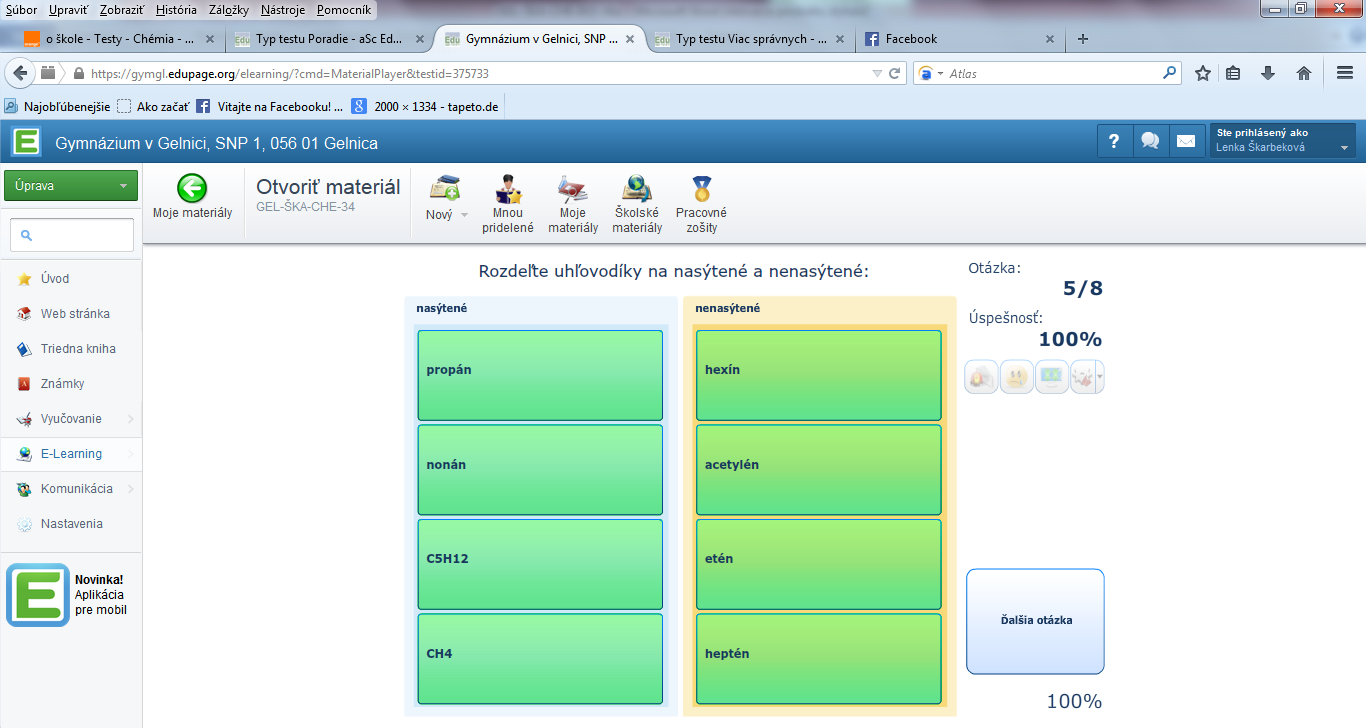 Súbor Upraviť Zobraziť História Záložky Nástroje Pomocník
o škole - Testy - Chémia - ... Typ testu Poradie - aSc Ed... Gymnázium v Gelnici, SNP ... Typ testu Viac správnych - ... Facebook
https://gymgl.edupage.org/elearning/?cmd=MaterialPlayer&testid=375733 Atlas
Najobľúbenejšie Ako začať Vitajte na Facebooku! ... 2000 × 1334 - tapeto.de
Gymnázium v Gelnici, SNP 1, 056 01 Gelnica
?
Ste prihlásený ako
Lenka Škarbeková
Úprava
Moje materiály
Otvoriť materiál
GEL-ŠKA-CHE-34
Nový
Mnou
pridelené
Moje
materiály
Školské
materiály
Pracovné
zošity
Úvod
Web stránka
Triedna kniha
Známky
Vyučovanie
E-Learning
Komunikácia
Nastavenia
Novinka!
Aplikácia
pre mobil
Rozdeľte uhľovodíky na nasýtené a nenasýtené:
nasýtené
propán
nonán
C5H12
CH4
nenasýtené
hexín
acetylén
etén
heptén
Otázka:
5/8
Úspešnosť:
100%
Ďalšia otázka
100%